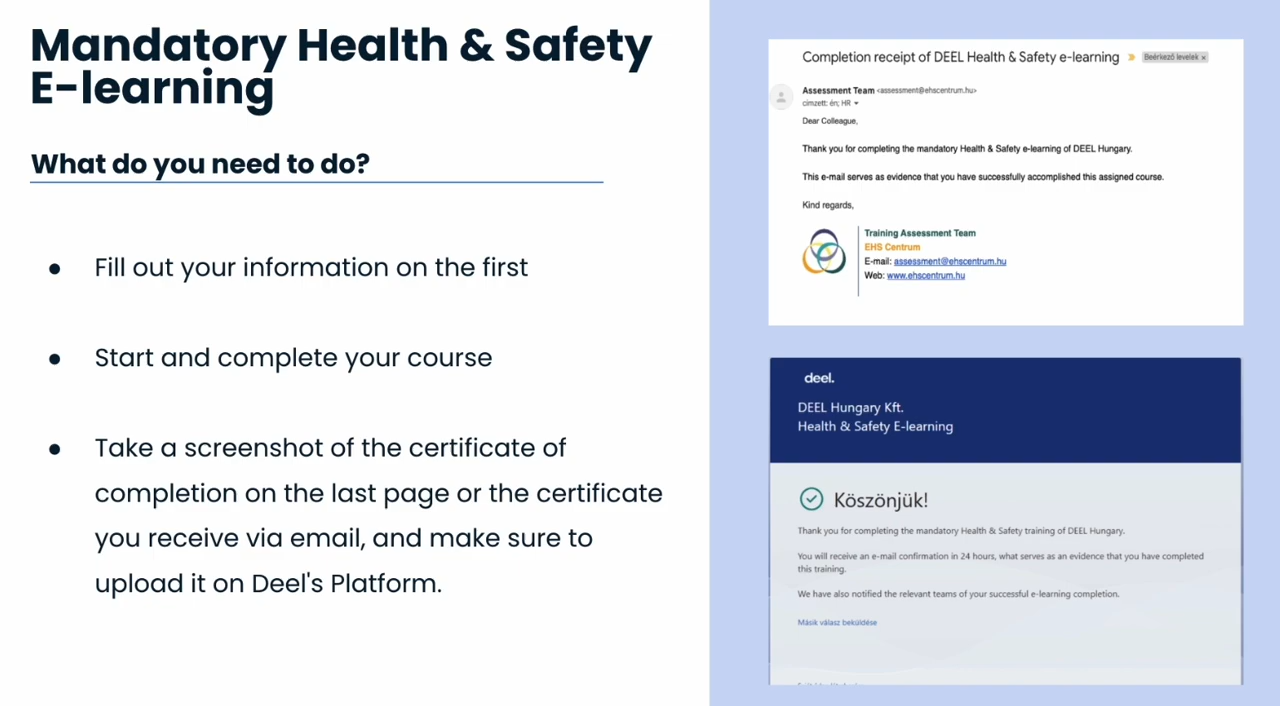 Mandatory Health & Safety
E-learning
What do you need to do?
● Fill out your information on the first
● Start and complete your course
● Take a screenshot of the certificate of
completion on the last page or the certificate
you receive via email, and make sure to
upload it on Deel's Platform.
Completion receipt of DEEL Health & Safety e-learning Beérkező levelek x
Assessment Team <assessment@ehscentrum.hu>
címzett: én; HR
Dear Colleague,
Thank you for completing the mandatory Health & Safety e-learning of DEEL Hungary.
This e-mail serves as evidence that you have successfully accomplished this assigned course.
Kind regards,
Training Assessment Team
EHS Centrum
E-mail: assessment@ehscentrum.hu
Web: www.ehscentrum.hu
deel.
DEEL Hungary Kft.
Health & Safety E-learning
Köszönjük!
Thank you for completing the mandatory Health & Safety training of DEEL Hungary.
You will receive an e-mail confirmation in 24 hours, what serves as an evidence that you have completed
this training.
We have also notified the relevant teams of your successful e-learning completion.
Másik válasz beküldése